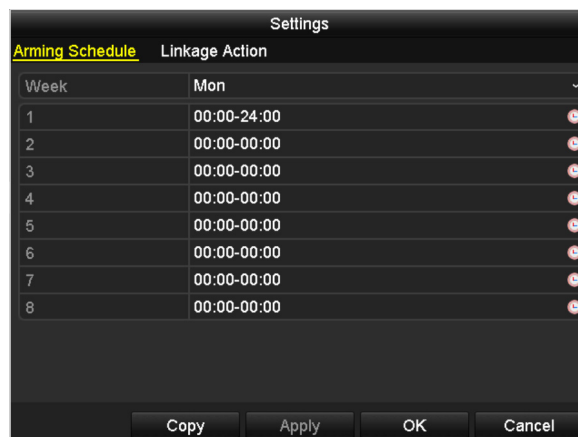 Settings
Arming Schedule Linkage Action
Week Mon
1 00:00-24:00
2 00:00-00:00
3 00:00-00:00
4 00:00-00:00
5 00:00-00:00
6 00:00-00:00
7 00:00-00:00
8 00:00-00:00
Copy Apply OK Cancel